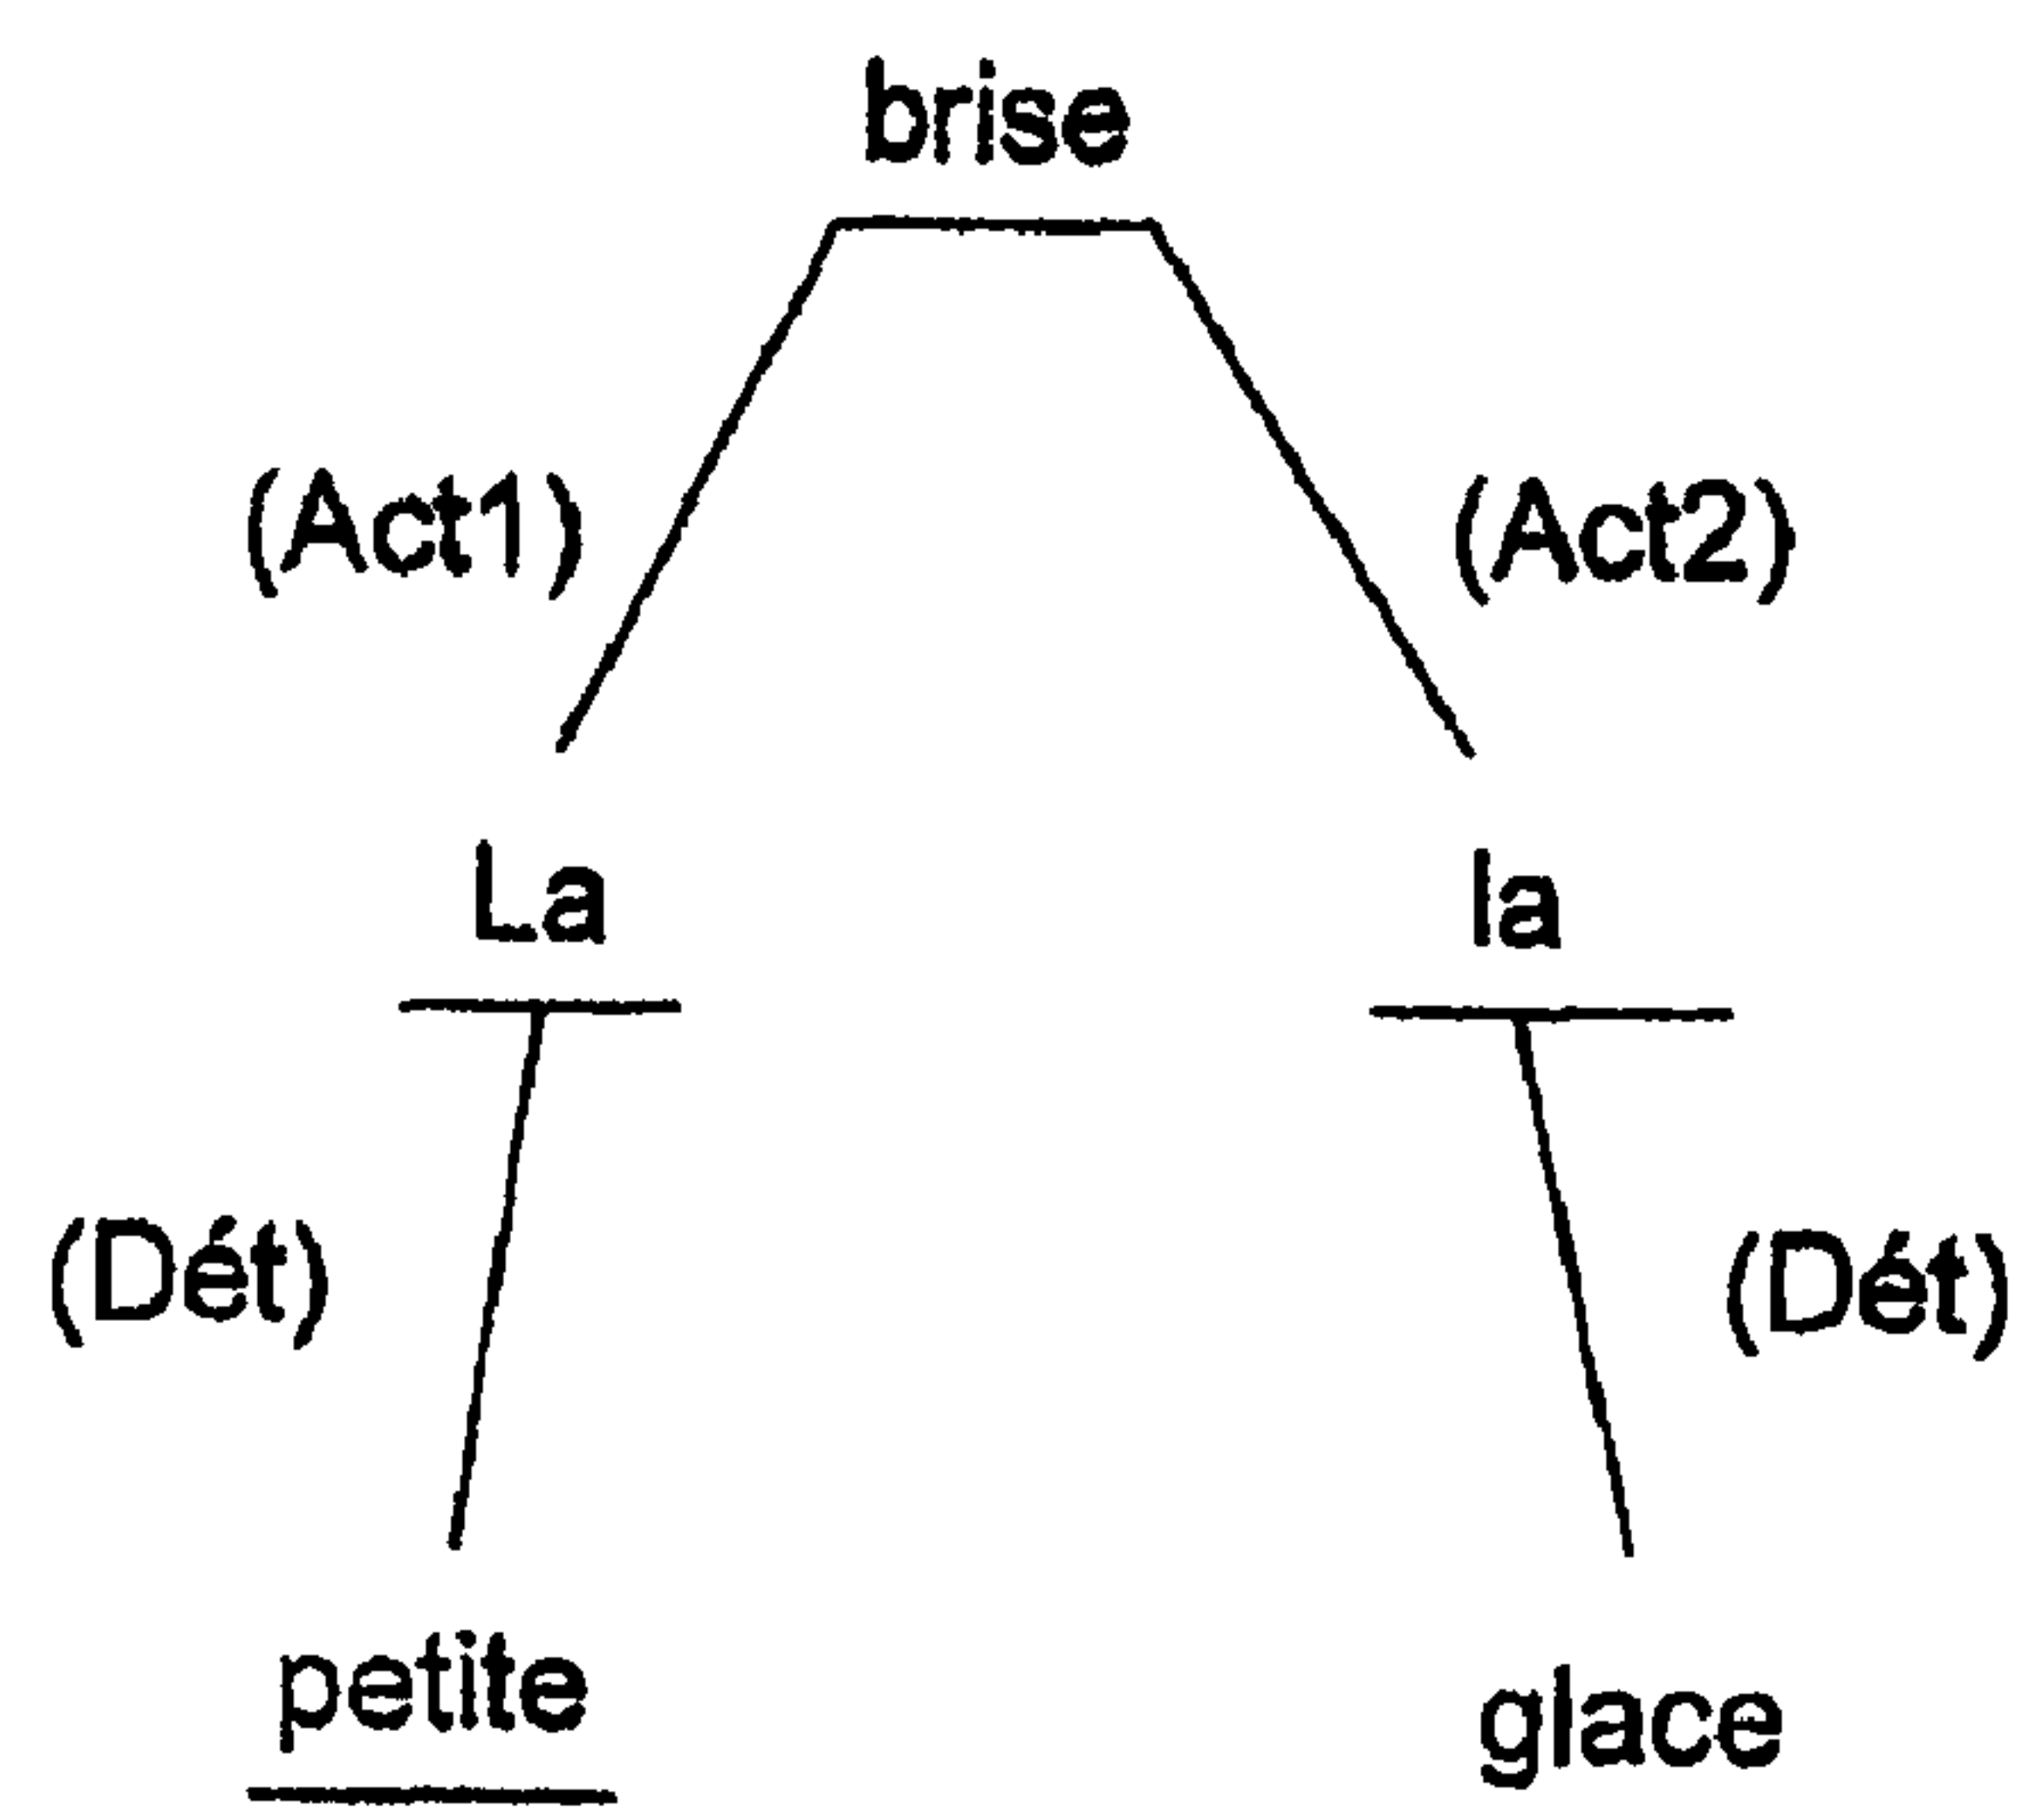 brise
(Act1) (Act2)
La la
(Dét) (Dét)
petite glace